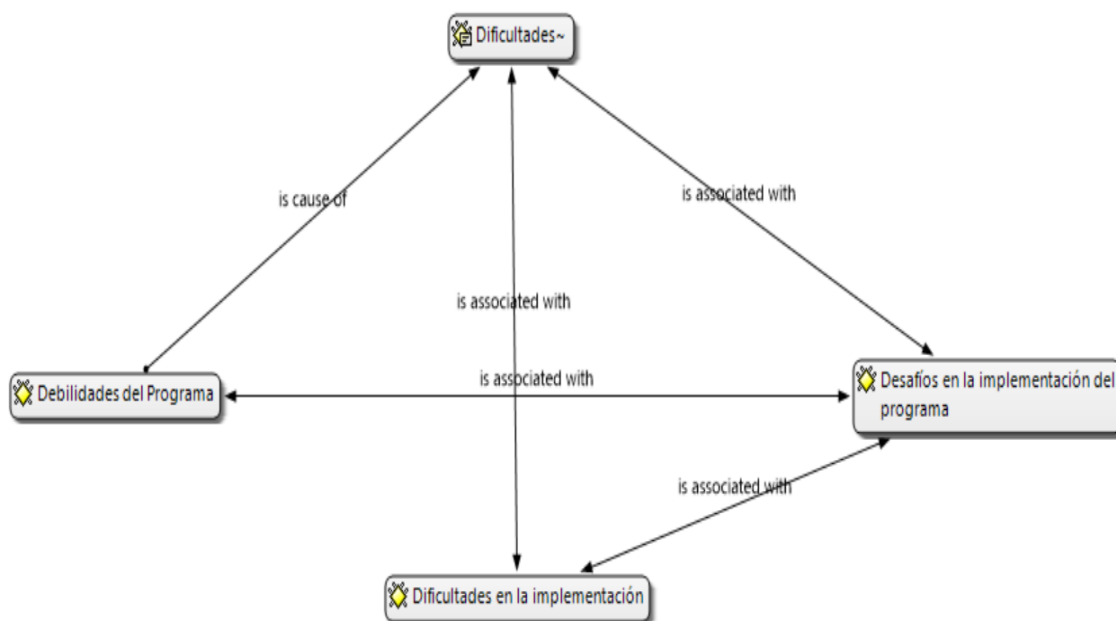 Dificultades~
is cause of
is associated with
is associated with
is associated with
Debilidades del Programa
Desafíos en la implementación del
programa
is associated with
Dificultades en la implementación